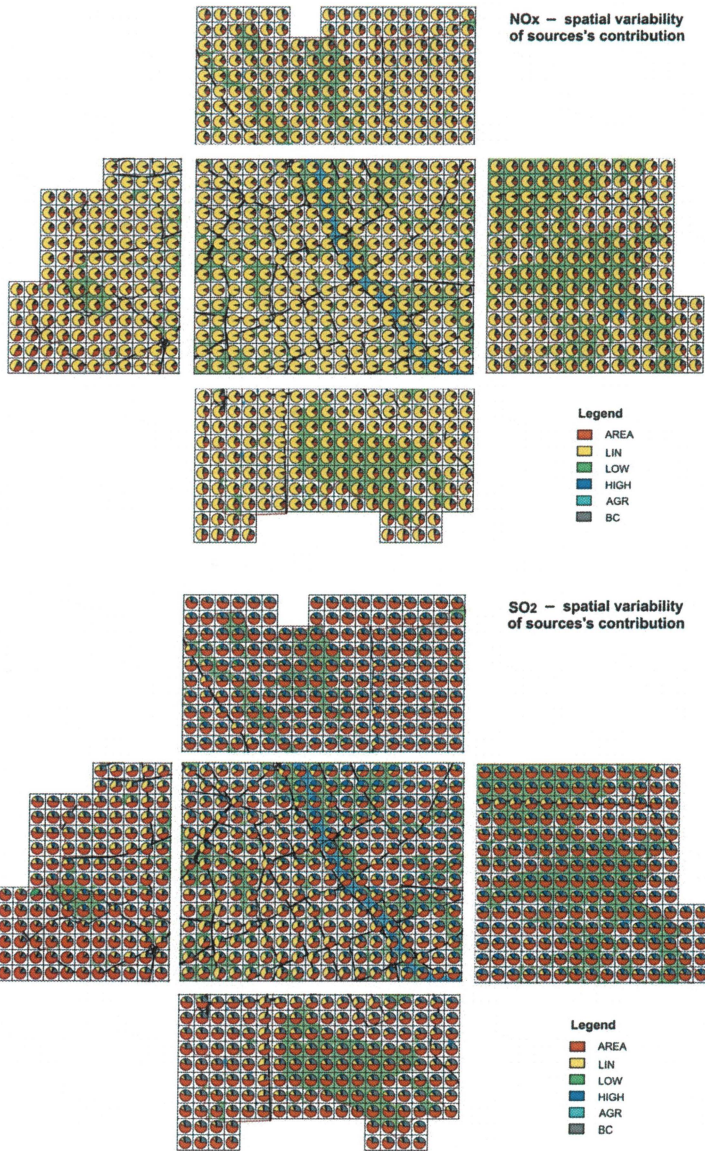 NOx – spatial variability
of sources's contribution
Legend
AREA
LIN
LOW
HIGH
AGR
BC
SO2 – spatial variability
of sources's contribution
Legend
AREA
LIN
LOW
HIGH
AGR
BC